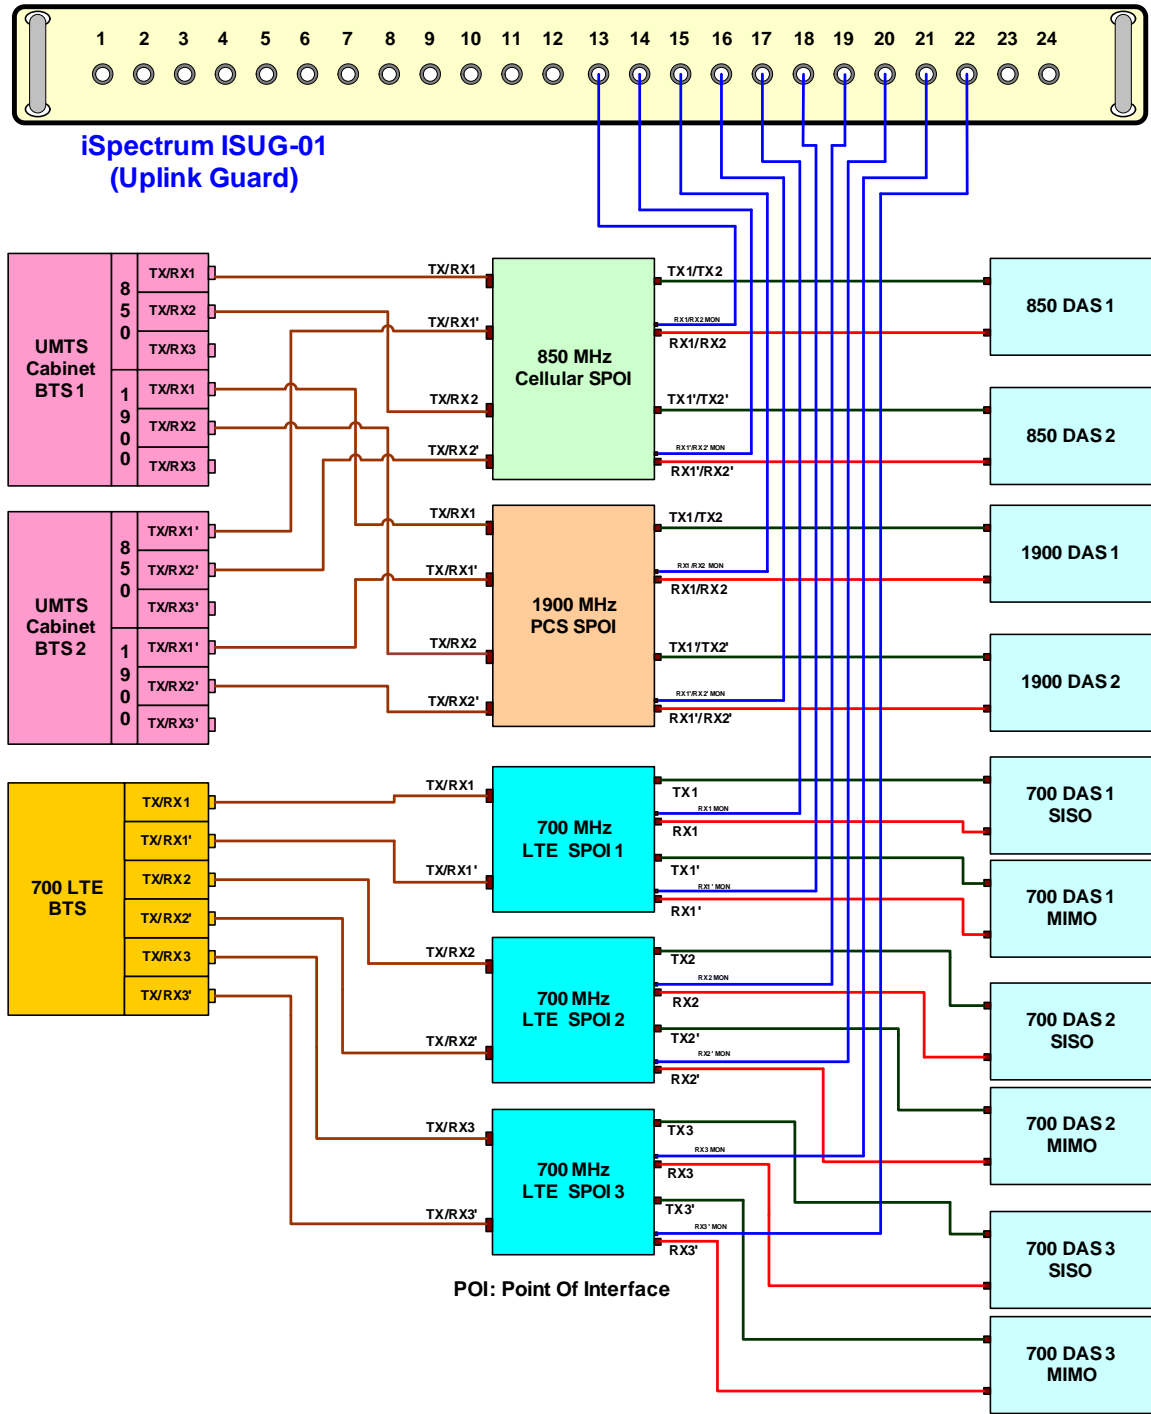 1 2 3 4 5 6 7 8 9 10 11 12 13 14 15 16 17 18 19 20 21 22 23 24
iSpectrum ISUG-01
(Uplink Guard)
UMTS
Cabinet
BTS 1
850
TX/RX1
TX/RX2
TX/RX3
1900
TX/RX1
TX/RX2
TX/RX3
UMTS
Cabinet
BTS 2
850
TX/RX1'
TX/RX2'
TX/RX3'
1900
TX/RX1'
TX/RX2'
TX/RX3'
700 LTE
BTS
TX/RX1
TX/RX1'
TX/RX2
TX/RX2'
TX/RX3
TX/RX3'
TX/RX1
TX/RX1'
TX/RX2
TX/RX2'
850 MHz
Cellular SPOI
TX1/TX2
RX1/RX2 MON
RX1/RX2
TX1'/TX2'
RX1'/RX2' MON
RX1'/RX2'
TX/RX1
TX/RX1'
TX/RX2
TX/RX2'
1900 MHz
PCS SPOI
TX1/TX2
RX1/RX2 MON
RX1/RX2
TX1'/TX2'
RX1'/RX2' MON
RX1'/RX2'
TX/RX1
TX/RX1'
700 MHz
LTE SPOI 1
TX1
RX1 MON
RX1
TX1'
RX1' MON
RX1'
TX/RX2
TX/RX2'
700 MHz
LTE SPOI 2
TX2
RX2 MON
RX2
TX2'
RX2' MON
RX2'
TX/RX3
TX/RX3'
700 MHz
LTE SPOI 3
TX3
RX3 MON
RX3
TX3'
RX3' MON
RX3'
POI: Point Of Interface
850 DAS 1
850 DAS 2
1900 DAS 1
1900 DAS 2
700 DAS 1
SISO
700 DAS 1
MIMO
700 DAS 2
SISO
700 DAS 2
MIMO
700 DAS 3
SISO
700 DAS 3
MIMO